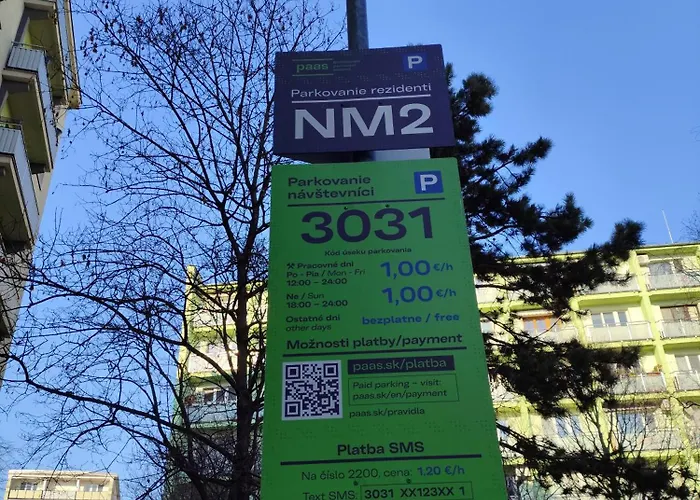 paas
P
Parkovanie rezidenti
NM2
Parkovanie
návštevníci
P
3031
Kód úseku parkovania
Pracovné dni
Po - Pia / Mon - Fri
12:00 – 24:00
1,00 €/h
Ne / Sun
18:00 – 24:00
1,00 €/h
Ostatné dni
other days
bezplatne / free
Možnosti platby/payment
paas.sk/platba
Paid parking – visit:
paas.sk/en/payment
paas.sk/pravidla
Platba SMS
Na číslo 2200, cena: 1,20 €/h
Text SMS: 3031 XX123XX 1